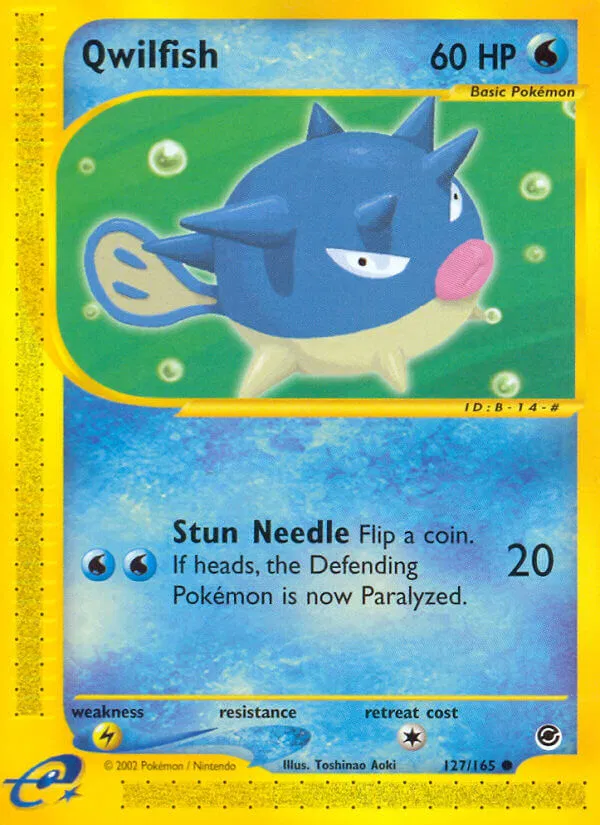 Qwilfish
60 HP
Basic Pokémon
ID:B-14-#
Stun Needle Flip a coin.
If heads, the Defending
Pokémon is now Paralyzed.
20
weakness
resistance
retreat cost
© 2002 Pokémon / Nintendo
Illus. Toshinao Aoki
127/165
e